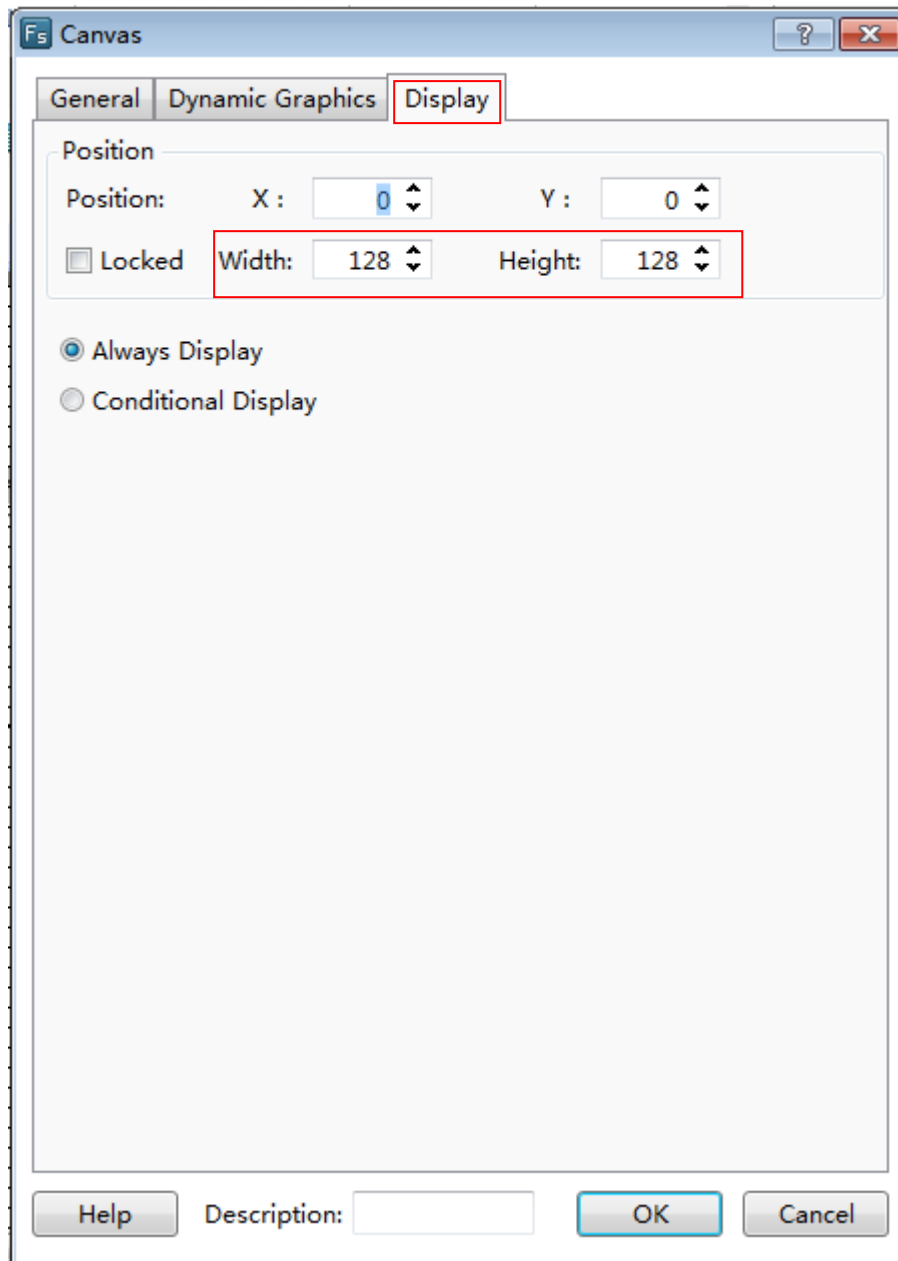 Fs Canvas ?
General Dynamic Graphics Display
Position
Position: X : 0 Y : 0
Locked Width: 128 Height: 128
Always Display
Conditional Display
Help Description: OK Cancel